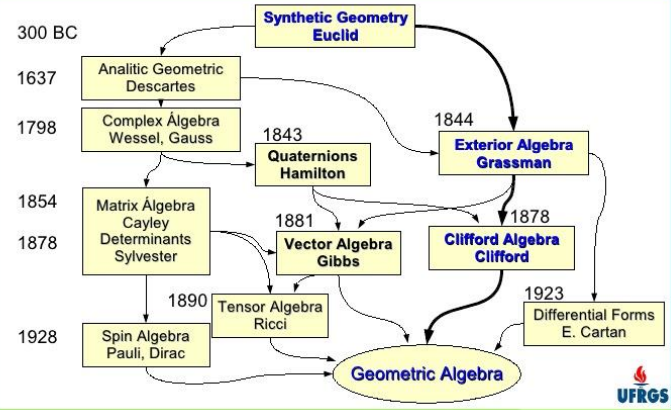 Synthetic Geometry
Euclid
300 BC
1637
Analitic Geometric
Descartes
1798
Complex Álgebra
Wessel, Gauss
1843
Quaternions
Hamilton
1844
Exterior Algebra
Grassman
1854
1878
Matrix Álgebra
Cayley
Determinants
Sylvester
1881
Vector Algebra
Gibbs
1878
Clifford Algebra
Clifford
1890
Tensor Algebra
Ricci
1923
Differential Forms
E. Cartan
1928
Spin Algebra
Pauli, Dirac
Geometric Algebra
UFRGS